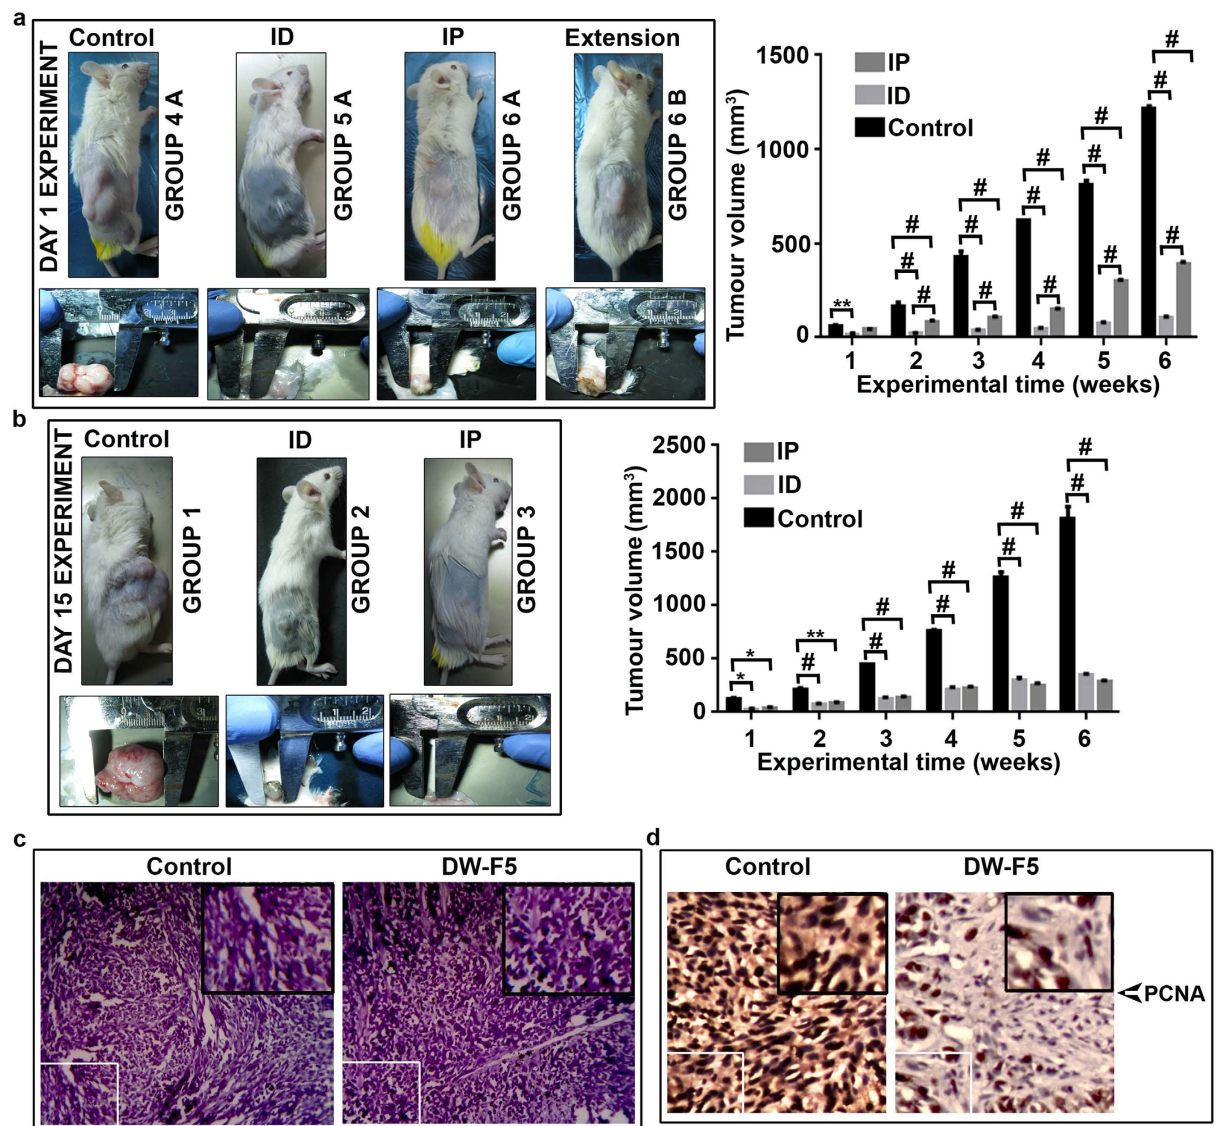 a
Control ID IP Extension
DAY 1 EXPERIMENT
GROUP 4 A
GROUP 5 A
GROUP 6 A
GROUP 6 B
Tumour volume (mm³)
1500
1000
500
0
IP
ID
Control
**
# # #
# # #
# # #
# # #
# # #
1 2 3 4 5 6
Experimental time (weeks)
b
Control ID IP
DAY 15 EXPERIMENT
GROUP 1
GROUP 2
GROUP 3
Tumour volume (mm³)
2500
2000
1500
1000
500
0
IP
ID
Control
* *
# **
# #
# #
# #
# #
1 2 3 4 5 6
Experimental time (weeks)
c
Control DW-F5
d
Control DW-F5
PCNA